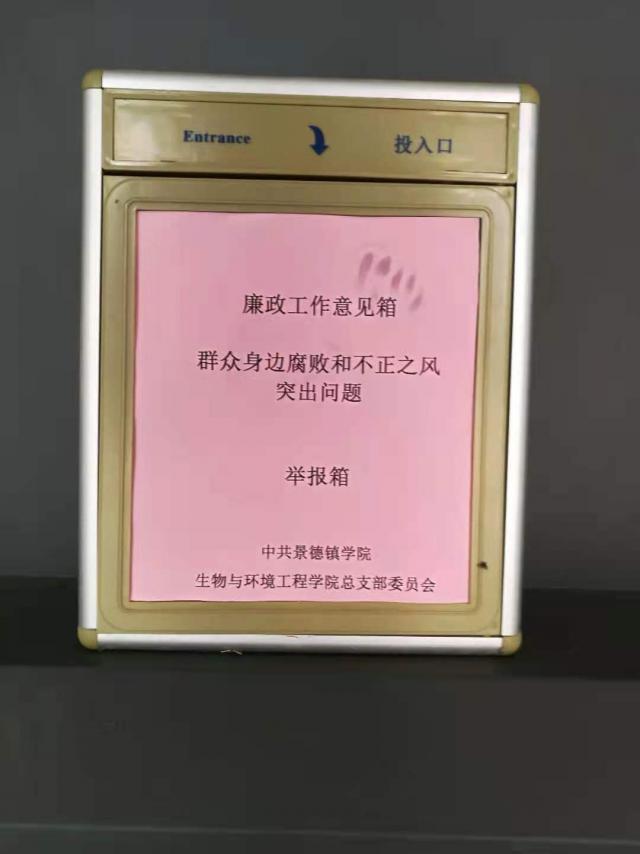 Entrance 投入口
廉政工作意见箱
群众身边腐败和不正之风
突出问题
举报箱
中共景德镇学院
生物与环境工程学院总支部委员会